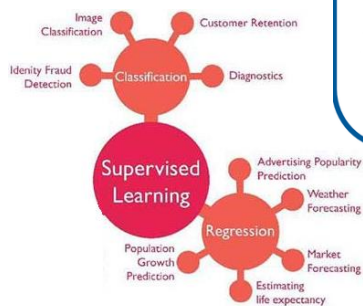 Image
Classification
Customer Retention
Idenity Fraud
Detection
Classification
Diagnostics
Supervised
Learning
Advertising Popularity
Prediction
Weather
Forecasting
Regression
Population
Growth
Prediction
Market
Forecasting
Estimating
life expectancy